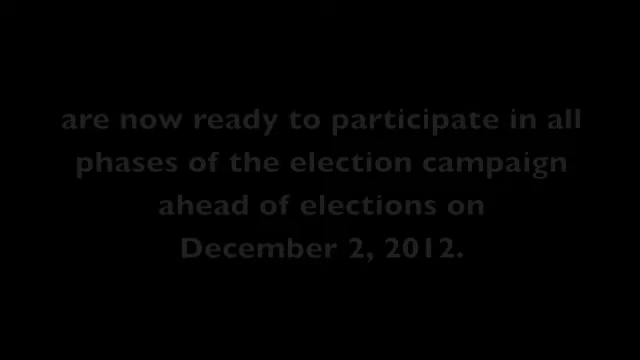 are now ready to participate in all
phases of the election campaign
ahead of elections on
December 2, 2012.